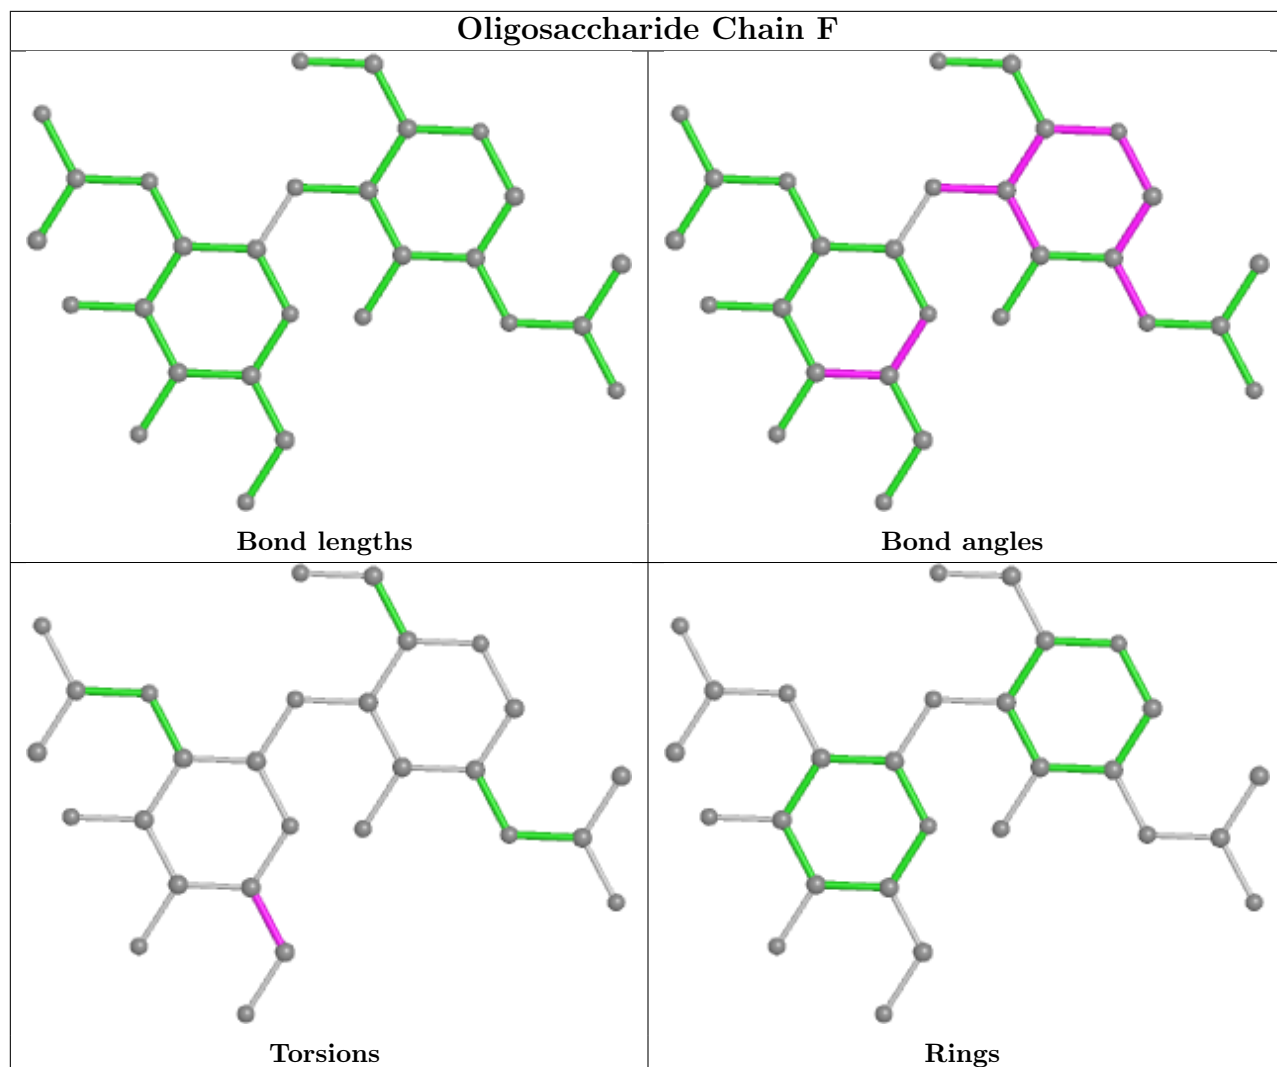 Oligosaccharide Chain F
Bond lengths
Bond angles
Torsions
Rings